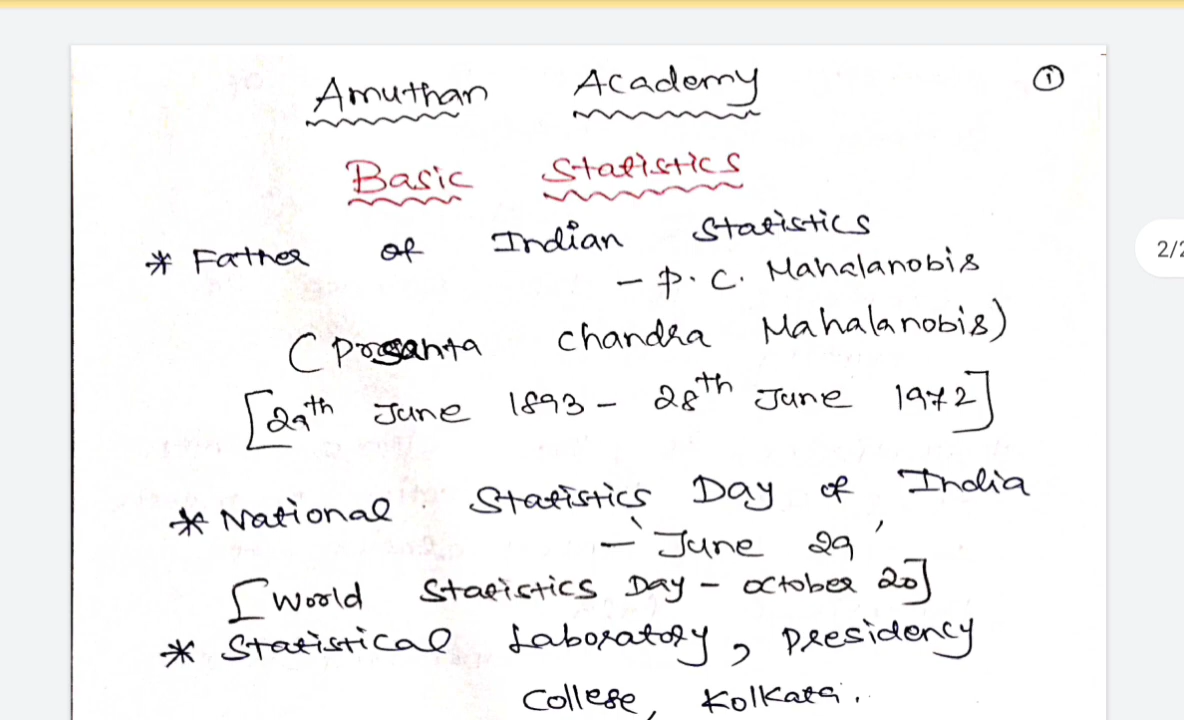 Amuthan Academy
①
Basic Statistics
* Father of Indian Statistics
– P. C. Mahalanobis
(Prasanta Chandra Mahalanobis)
[29th June 1893 – 28th June 1972]
* National Statistics Day of India
– 'June 29'
[World Statistics Day – October 20]
* Statistical Laboratory, Presidency
College, Kolkata.
2/2